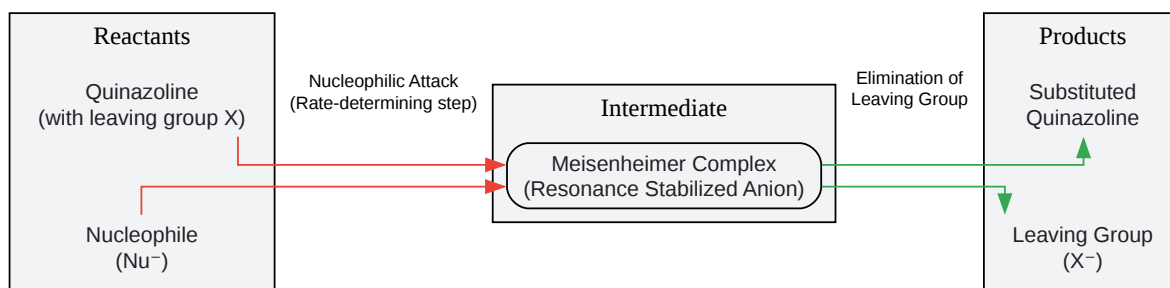 Reactants
Quinazoline
(with leaving group X)
Nucleophile
(Nu⁻)
Nucleophilic Attack
(Rate-determining step)
Intermediate
Meisenheimer Complex
(Resonance Stabilized Anion)
Elimination of
Leaving Group
Products
Substituted
Quinazoline
Leaving Group
(X⁻)